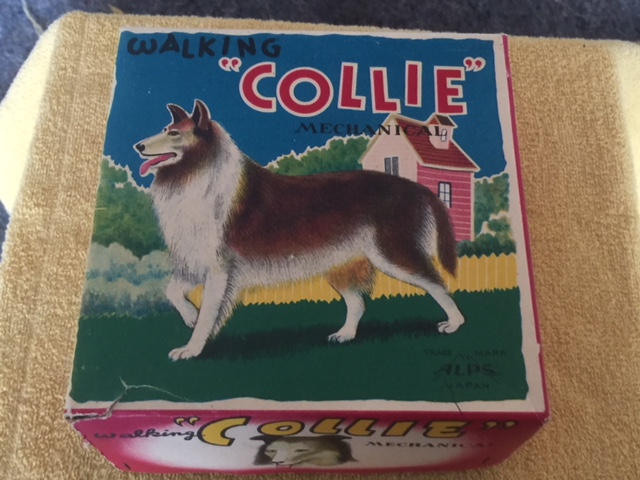 WALKING
"COLLIE"
MECHANICAL
TRADE MARK
ALPS
JAPAN
walking "COLLIE"
MECHANICAL